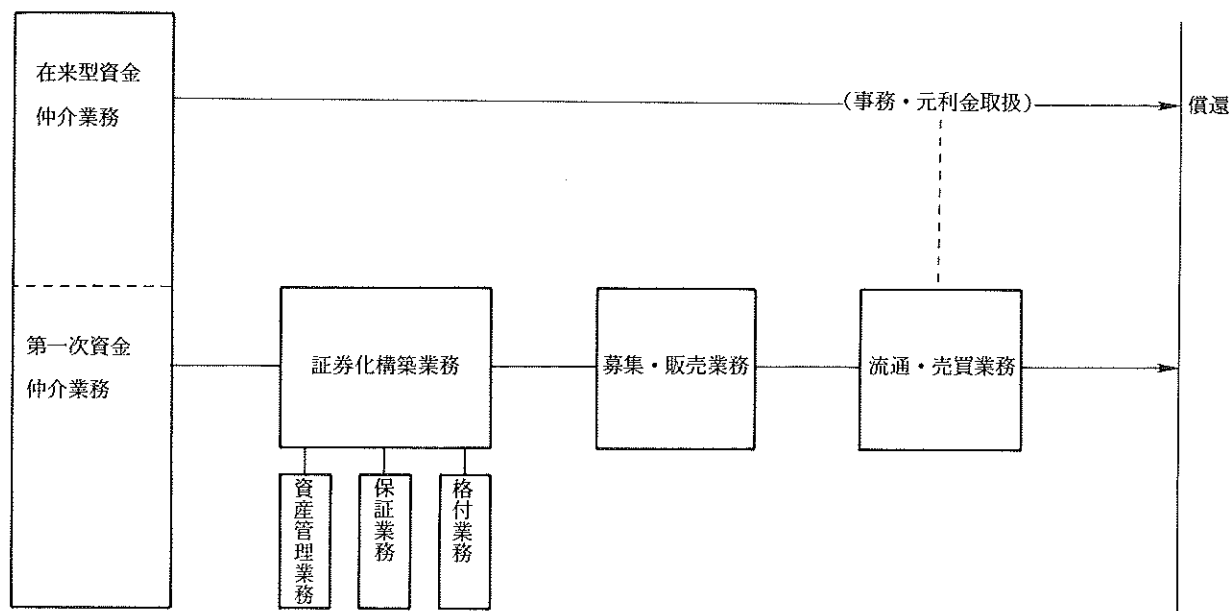 在来型資金
仲介業務
(事務・元利金取扱)
償還
第一次資金
仲介業務
証券化構築業務
募集・販売業務
流通・売買業務
資産管理業務
保証業務
格付業務